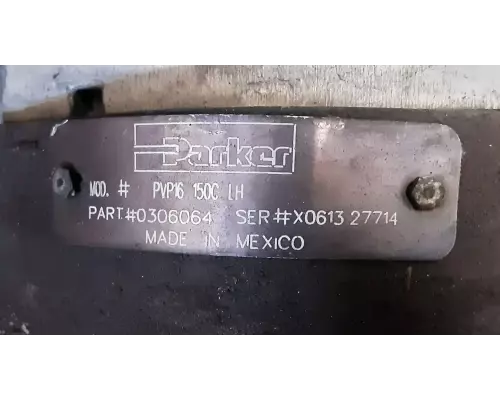 Parker
MOD. # PVP16 150C LH
PART.#0306064 SER#X0613 27714
MADE IN MEXICO